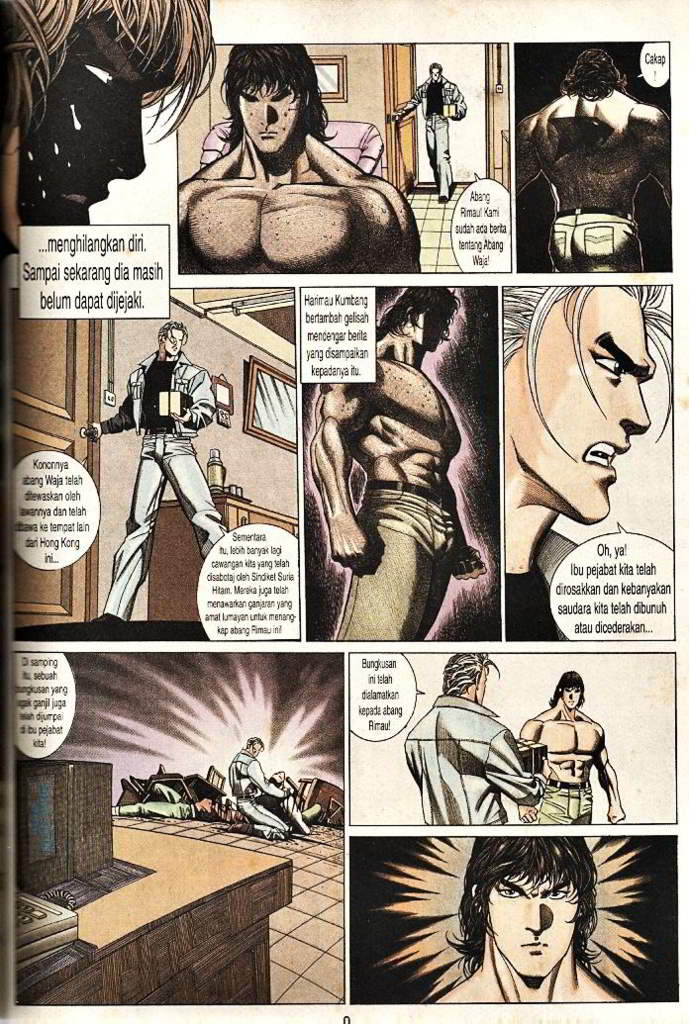 ...menghilangkan diri.
Sampai sekarang dia masih
belum dapat dijejaki.
Abang
Rimau! Kami
sudah ada berita
tentang Abang
Waja!
Cakap
!
Kononnya
abang Waja telah
ditewaskan oleh
lawannya dan telah
dibawa ke tempat lain
dari Hong Kong
ini...
Sementara
itu, lebih banyak lagi
cawangan kita yang telah
disabotaj oleh Sindiket Suria
Hitam. Mereka juga telah
menawarkan ganjaran yang
amat lumayan untuk menang-
kap abang Rimau ini!
Harimau Kumbang
bertambah gelisah
mendengar berita
yang disampaikan
kepadanya itu.
Oh, ya!
Ibu pejabat kita telah
dirosakkan dan kebanyakan
saudara kita telah dibunuh
atau dicederakan...
Di samping
itu, sebuah
bungkusan yang
agak ganjil juga
telah dijumpai
di ibu pejabat
kita!
Bungkusan
ini telah
dialamatkan
kepada abang
Rimau!